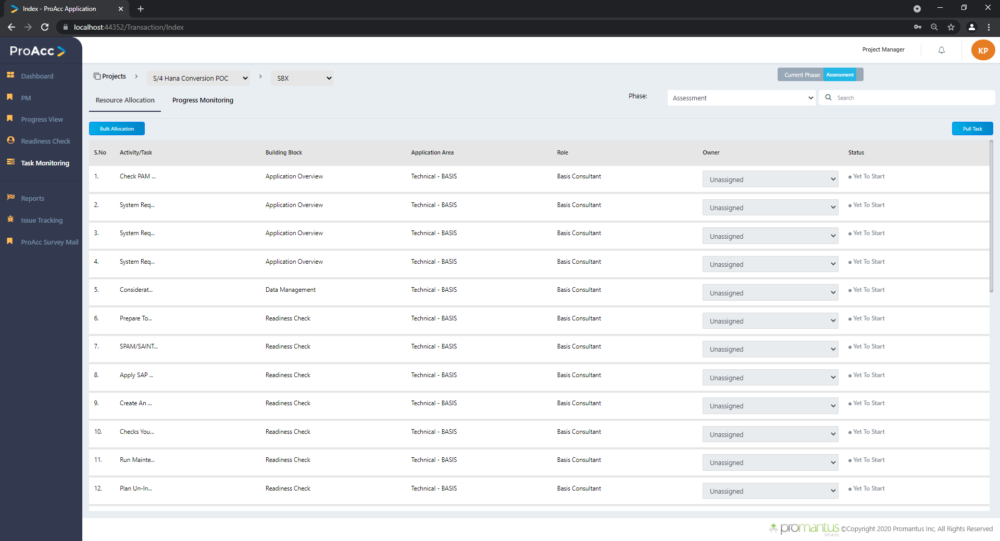 Index - ProAcc Application
localhost:44352/Transaction/Index
ProAcc
Project Manager
KP
Dashboard
PM
Progress View
Readiness Check
Task Monitoring
Reports
Issue Tracking
ProAcc Survey Mail
Projects > S/4 Hana Conversion POC > SBX
Current Phase: Assessment
Resource Allocation Progress Monitoring
Phase: Assessment Search
Bulk Allocation Pull Task
S.No Activity/Task Building Block Application Area Role Owner Status
1. Check PAM ... Application Overview Technical - BASIS Basis Consultant Unassigned Yet To Start
2. System Req... Application Overview Technical - BASIS Basis Consultant Unassigned Yet To Start
3. System Req... Application Overview Technical - BASIS Basis Consultant Unassigned Yet To Start
4. System Req... Application Overview Technical - BASIS Basis Consultant Unassigned Yet To Start
5. Considerat... Data Management Technical - BASIS Basis Consultant Unassigned Yet To Start
6. Prepare To... Readiness Check Technical - BASIS Basis Consultant Unassigned Yet To Start
7. SPAM/SAINT... Readiness Check Technical - BASIS Basis Consultant Unassigned Yet To Start
8. Apply SAP ... Readiness Check Technical - BASIS Basis Consultant Unassigned Yet To Start
9. Create An ... Readiness Check Technical - BASIS Basis Consultant Unassigned Yet To Start
10. Checks You... Readiness Check Technical - BASIS Basis Consultant Unassigned Yet To Start
11. Run Mainte... Readiness Check Technical - BASIS Basis Consultant Unassigned Yet To Start
12. Plan Un-In... Readiness Check Technical - BASIS Basis Consultant Unassigned Yet To Start
promantus services ©Copyright 2020 Promantus Inc, All Rights Reserved